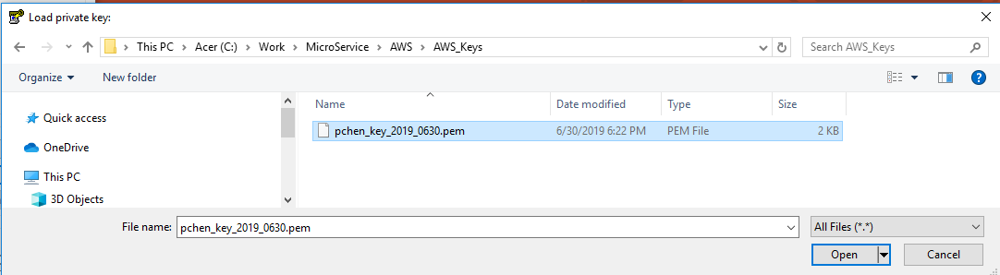 Load private key:
This PC > Acer (C:) > Work > MicroService > AWS > AWS_Keys
Search AWS_Keys
Organize
New folder
Name
Date modified
Type
Size
Quick access
pchen_key_2019_0630.pem
6/30/2019 6:22 PM
PEM File
2 KB
OneDrive
This PC
3D Objects
File name:
pchen_key_2019_0630.pem
All Files (*.*)
Open
Cancel